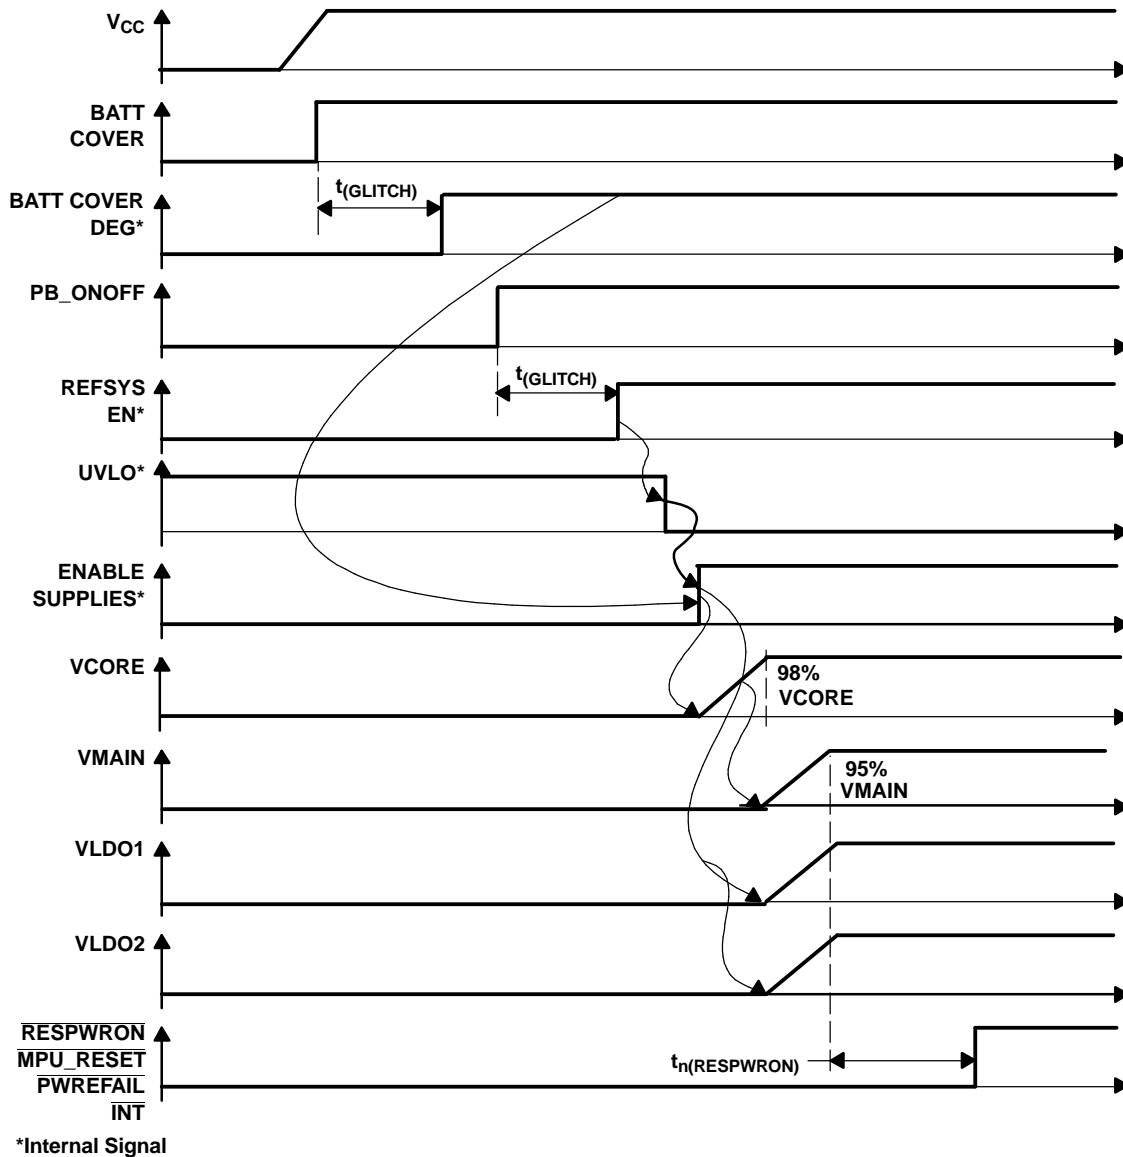 VCC
BATT
COVER
t(GLITCH)
BATT COVER
DEG*
PB_ONOFF
t(GLITCH)
REFSYS
EN*
UVLO*
ENABLE
SUPPLIES*
VCORE
98%
VCORE
VMAIN
95%
VMAIN
VLDO1
VLDO2
RESPWRON
MPU_RESET
tn(RESPWRON)
PWREFAIL
INT
*Internal Signal